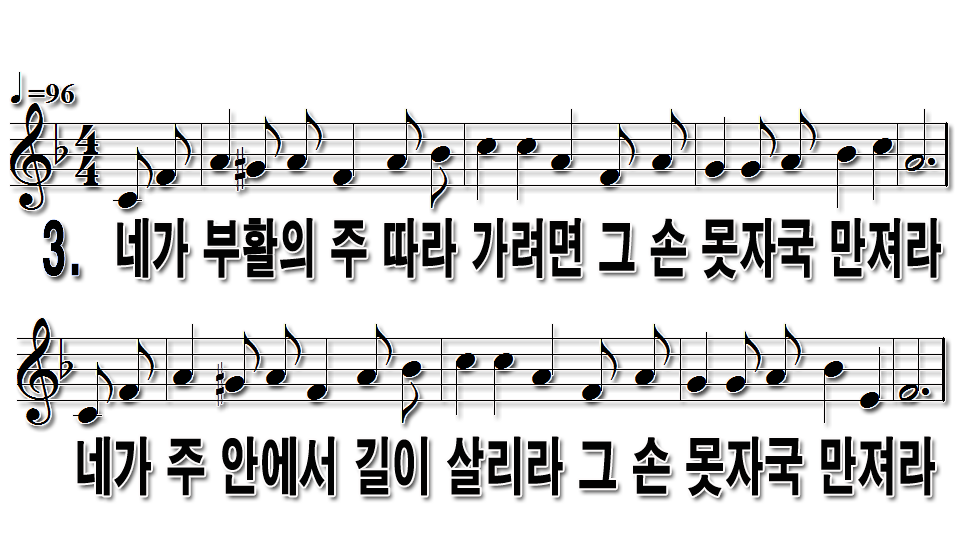 =96
4
4
3. 네가 부활의 주 따라 가려면 그 손 못자국 만져라
네가 주 안에서 길이 살리라 그 손 못자국 만져라